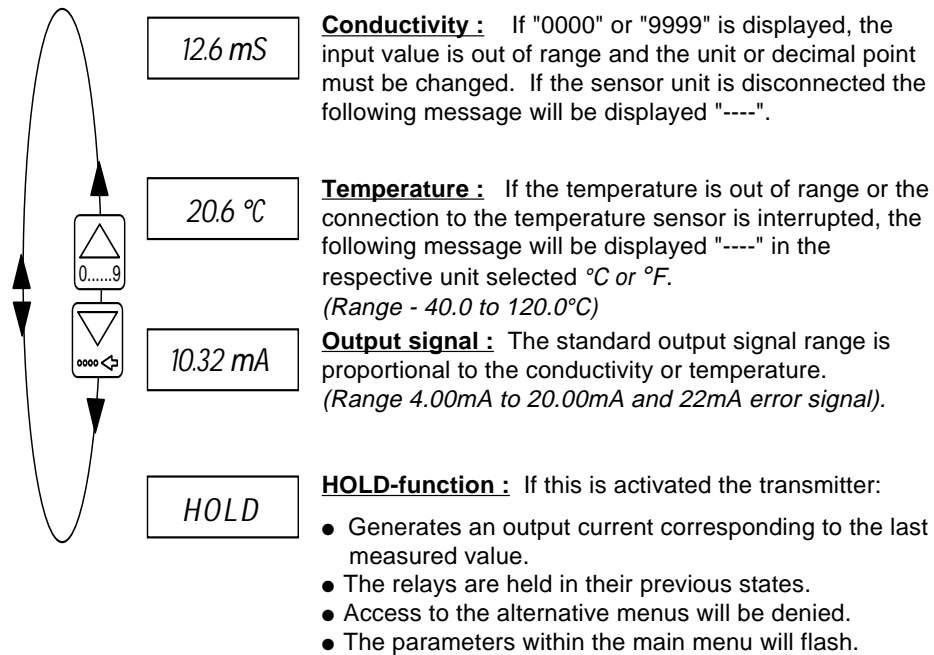 12.6 mS
Conductivity : If "0000" or "9999" is displayed, the
input value is out of range and the unit or decimal point
must be changed. If the sensor unit is disconnected the
following message will be displayed "----".
20.6 °C
Temperature : If the temperature is out of range or the
connection to the temperature sensor is interrupted, the
following message will be displayed "----" in the
respective unit selected °C or °F.
(Range - 40.0 to 120.0°C)
0......9
10.32 mA
Output signal : The standard output signal range is
proportional to the conductivity or temperature.
(Range 4.00mA to 20.00mA and 22mA error signal).
HOLD
HOLD-function : If this is activated the transmitter:
● Generates an output current corresponding to the last
measured value.
● The relays are held in their previous states.
● Access to the alternative menus will be denied.
● The parameters within the main menu will flash.